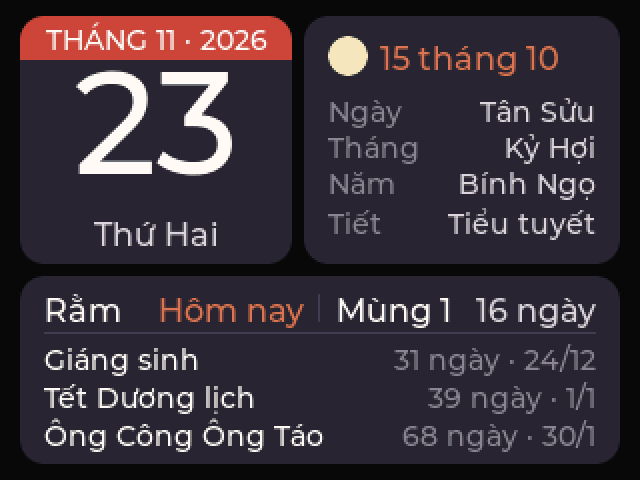 THÁNG 11 · 2026
23
Thứ Hai
15 tháng 10
Ngày Tân Sửu
Tháng Kỷ Hợi
Năm Bính Ngọ
Tiết Tiểu tuyết
Rằm Hôm nay Mùng 1 16 ngày
Giáng sinh 31 ngày · 24/12
Tết Dương lịch 39 ngày · 1/1
Ông Công Ông Táo 68 ngày · 30/1